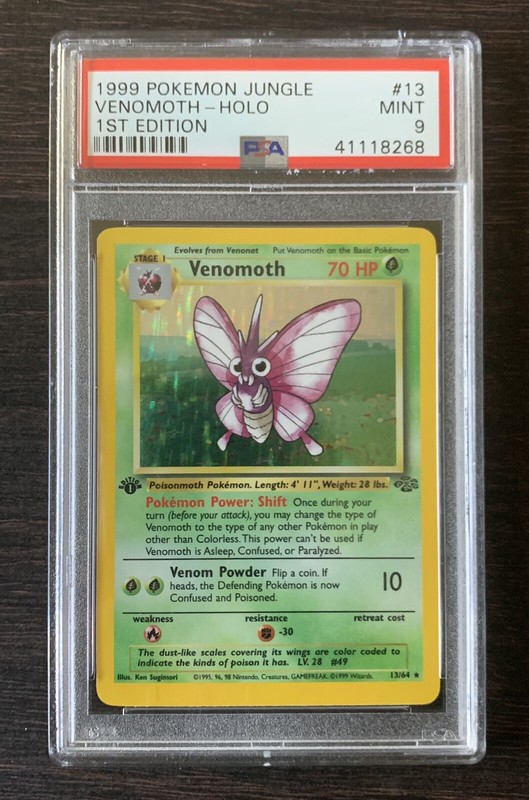 1999 POKEMON JUNGLE #13
VENOMOTH - HOLO MINT
1ST EDITION 9
PSA 41118268
Evolves from Venonat Put Venomoth on the Basic Pokémon
STAGE 1 Venomoth 70 HP
EDITION 1
Poisonmoth Pokémon. Length: 4' 11", Weight: 28 lbs.
Pokémon Power: Shift Once during your
turn (before your attack), you may change the type of
Venomoth to the type of any other Pokémon in play
other than Colorless. This power can't be used if
Venomoth is Asleep, Confused, or Paralyzed.
Venom Powder Flip a coin. If
heads, the Defending Pokémon is now
Confused and Poisoned.
10
weakness resistance retreat cost
-30
The dust-like scales covering its wings are color coded to
indicate the kinds of poison it has. LV. 28 #49
Illus. Ken Sugimori ©1995, 96, 98 Nintendo, Creatures, GAMEFREAK. ©1999 Wizards. 13/64 ★